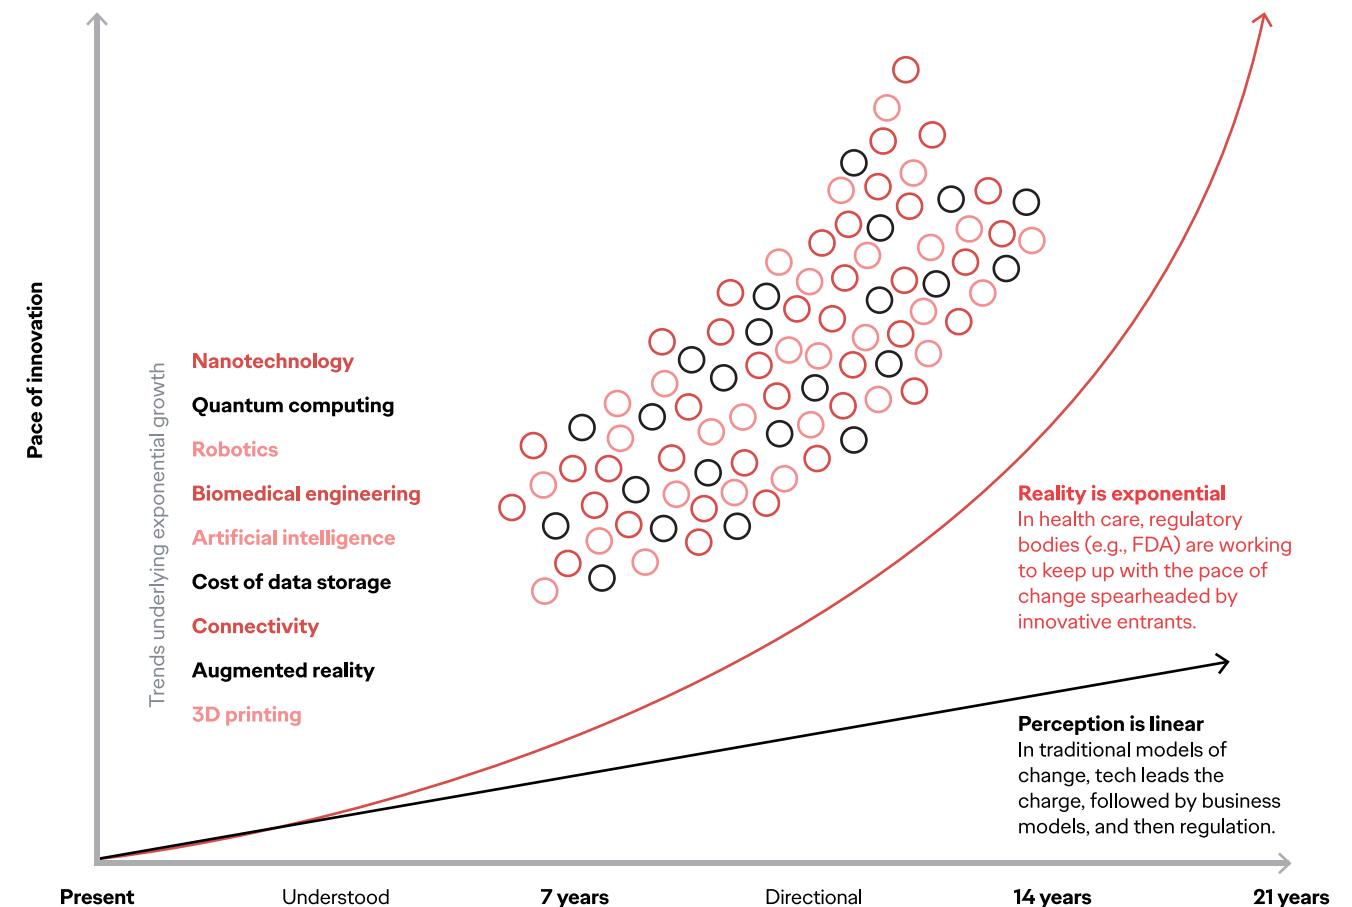 Pace of innovation
Trends underlying exponential growth
Nanotechnology
Quantum computing
Robotics
Biomedical engineering
Artificial intelligence
Cost of data storage
Connectivity
Augmented reality
3D printing
Reality is exponential
In health care, regulatory
bodies (e.g., FDA) are working
to keep up with the pace of
change spearheaded by
innovative entrants.
Perception is linear
In traditional models of
change, tech leads the
charge, followed by business
models, and then regulation.
Present Understood 7 years Directional 14 years 21 years